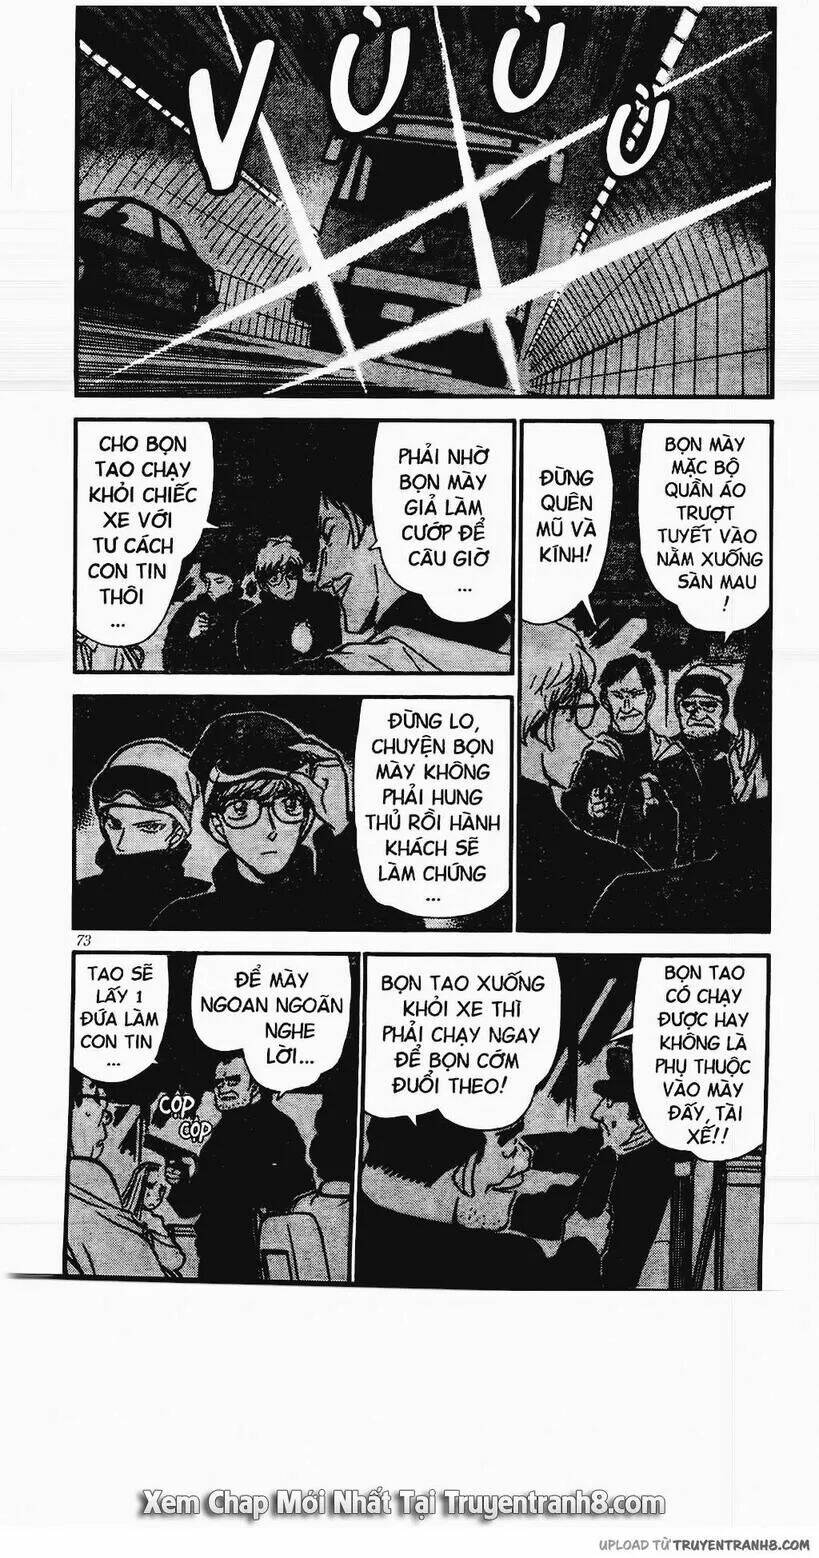 VÙÙÙ
BỌN MÀY
MẶC BỘ
QUẦN ÁO
TRƯỢT
TUYẾT VÀO
NẰM XUỐNG
SÀN MAU
!
ĐỪNG
QUÊN
MŨ VÀ
KÍNH!
PHẢI NHỜ
BỌN MÀY
GIẢ LÀM
CƯỚP ĐỂ
CÂU GIỜ
...
CHO BỌN
TAO CHẠY
KHỎI CHIẾC
XE VỚI
TƯ CÁCH
CON TIN
THÔI
...
ĐỪNG LO,
CHUYỆN BỌN
MÀY KHÔNG
PHẢI HUNG
THỦ RỒI HÀNH
KHÁCH SẼ
LÀM CHỨNG
...
73
BỌN TAO
CÓ CHẠY
ĐƯỢC HAY
KHÔNG LÀ
PHỤ THUỘC
VÀO MÀY
ĐẤY, TÀI
XẾ!!
BỌN TAO XUỐNG
KHỎI XE THÌ
PHẢI CHẠY NGAY
ĐỂ BỌN CỚM
ĐUỔI THEO!
ĐỂ MÀY
NGOAN NGOÃN
NGHE
LỜI...
TAO SẼ
LẤY 1
ĐỨA LÀM
CON TIN
...
CỘP
CỘP
Xem Chap Mới Nhất Tại Truyentranh8.com
UPLOAD TỪ TRUYENTRANH8.COM